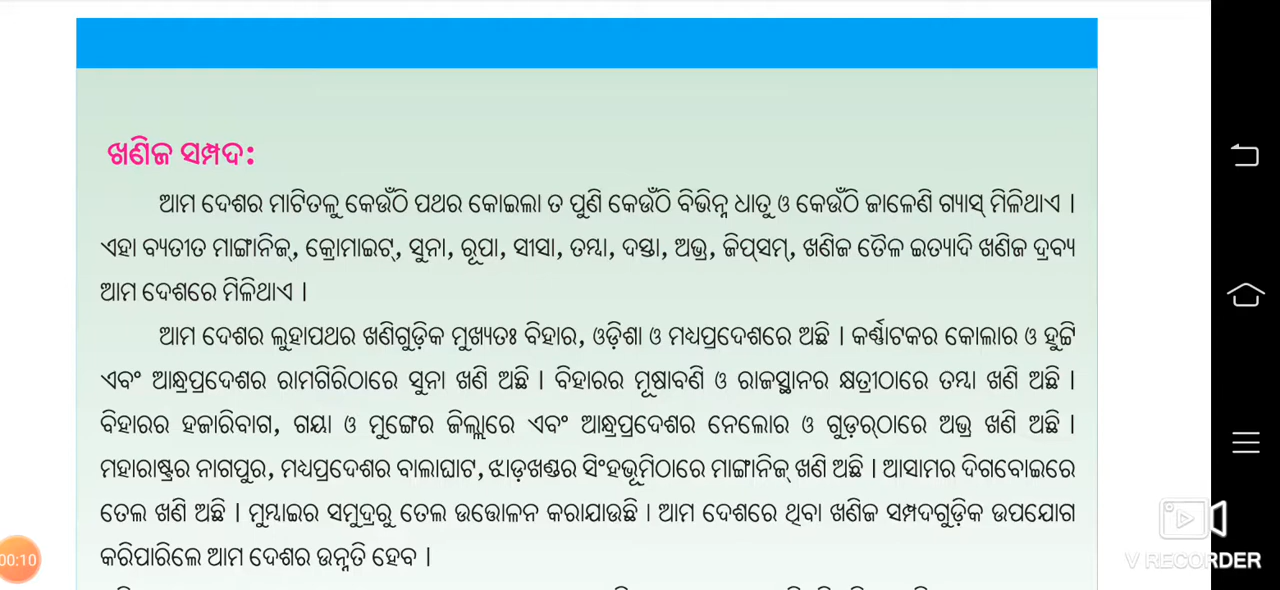 ଖଣିଜ ସମ୍ପଦ:
ଆମ ଦେଶର ମାଟିତଳୁ କେଉଁଠି ପଥର କୋଇଲା ତ ପୁଣି କେଉଁଠି ବିଭିନ୍ନ ଧାତୁ ଓ କେଉଁଠି ଜାଳେଣି ଗ୍ୟାସ୍ ମିଳିଥାଏ ।
ଏହା ବ୍ୟତୀତ ମାଙ୍ଗାନିଜ୍, କ୍ରୋମାଇଟ୍, ସୁନା, ରୂପା, ସୀସା, ତମ୍ବା, ଦସ୍ତା, ଅଭ୍ର, ଜିପ୍‌ସମ୍, ଖଣିଜ ତୈଳ ଇତ୍ୟାଦି ଖଣିଜ ଦ୍ରବ୍ୟ
ଆମ ଦେଶରେ ମିଳିଥାଏ ।
ଆମ ଦେଶର ଲୁହାପଥର ଖଣିଗୁଡ଼ିକ ମୁଖ୍ୟତଃ ବିହାର, ଓଡ଼ିଶା ଓ ମଧ୍ୟପ୍ରଦେଶରେ ଅଛି । କର୍ଣ୍ଣାଟକର କୋଲାର ଓ ହୁଟ୍ଟି
ଏବଂ ଆନ୍ଧ୍ରପ୍ରଦେଶର ରାମଗିରିଠାରେ ସୁନା ଖଣି ଅଛି । ବିହାରର ମୂଷାବଣି ଓ ରାଜସ୍ଥାନର କ୍ଷତ୍ରୀଠାରେ ତମ୍ବା ଖଣି ଅଛି ।
ବିହାରର ହଜାରିବାଗ, ଗୟା ଓ ମୁଙ୍ଗେର ଜିଲ୍ଲାରେ ଏବଂ ଆନ୍ଧ୍ରପ୍ରଦେଶର ନେଲୋର ଓ ଗୁଡ଼ର୍‌ଠାରେ ଅଭ୍ର ଖଣି ଅଛି ।
ମହାରାଷ୍ଟ୍ରର ନାଗପୁର, ମଧ୍ୟପ୍ରଦେଶର ବାଲାଘାଟ, ଝାଡ଼ଖଣ୍ଡର ସିଂହଭୂମିଠାରେ ମାଙ୍ଗାନିଜ୍ ଖଣି ଅଛି । ଆସାମର ଦିଗବୋଇରେ
ତେଲ ଖଣି ଅଛି । ମୁମ୍ବାଇର ସମୁଦ୍ରରୁ ତେଲ ଉତ୍ତୋଳନ କରାଯାଉଛି । ଆମ ଦେଶରେ ଥିବା ଖଣିଜ ସମ୍ପଦଗୁଡ଼ିକ ଉପଯୋଗ
କରିପାରିଲେ ଆମ ଦେଶର ଉନ୍ନତି ହେବ ।
00:10
V RECORDER